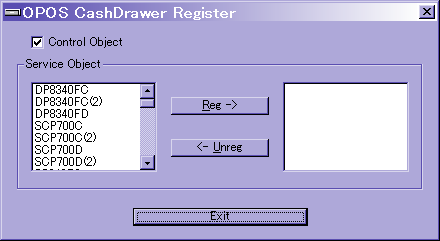 OPOS CashDrawer Register
Control Object
Service Object
DP8340FC
DP8340FC(2)
DP8340FD
SCP700C
SCP700C(2)
SCP700D
SCP700D(2)
Reg ->
<- Unreg
Exit